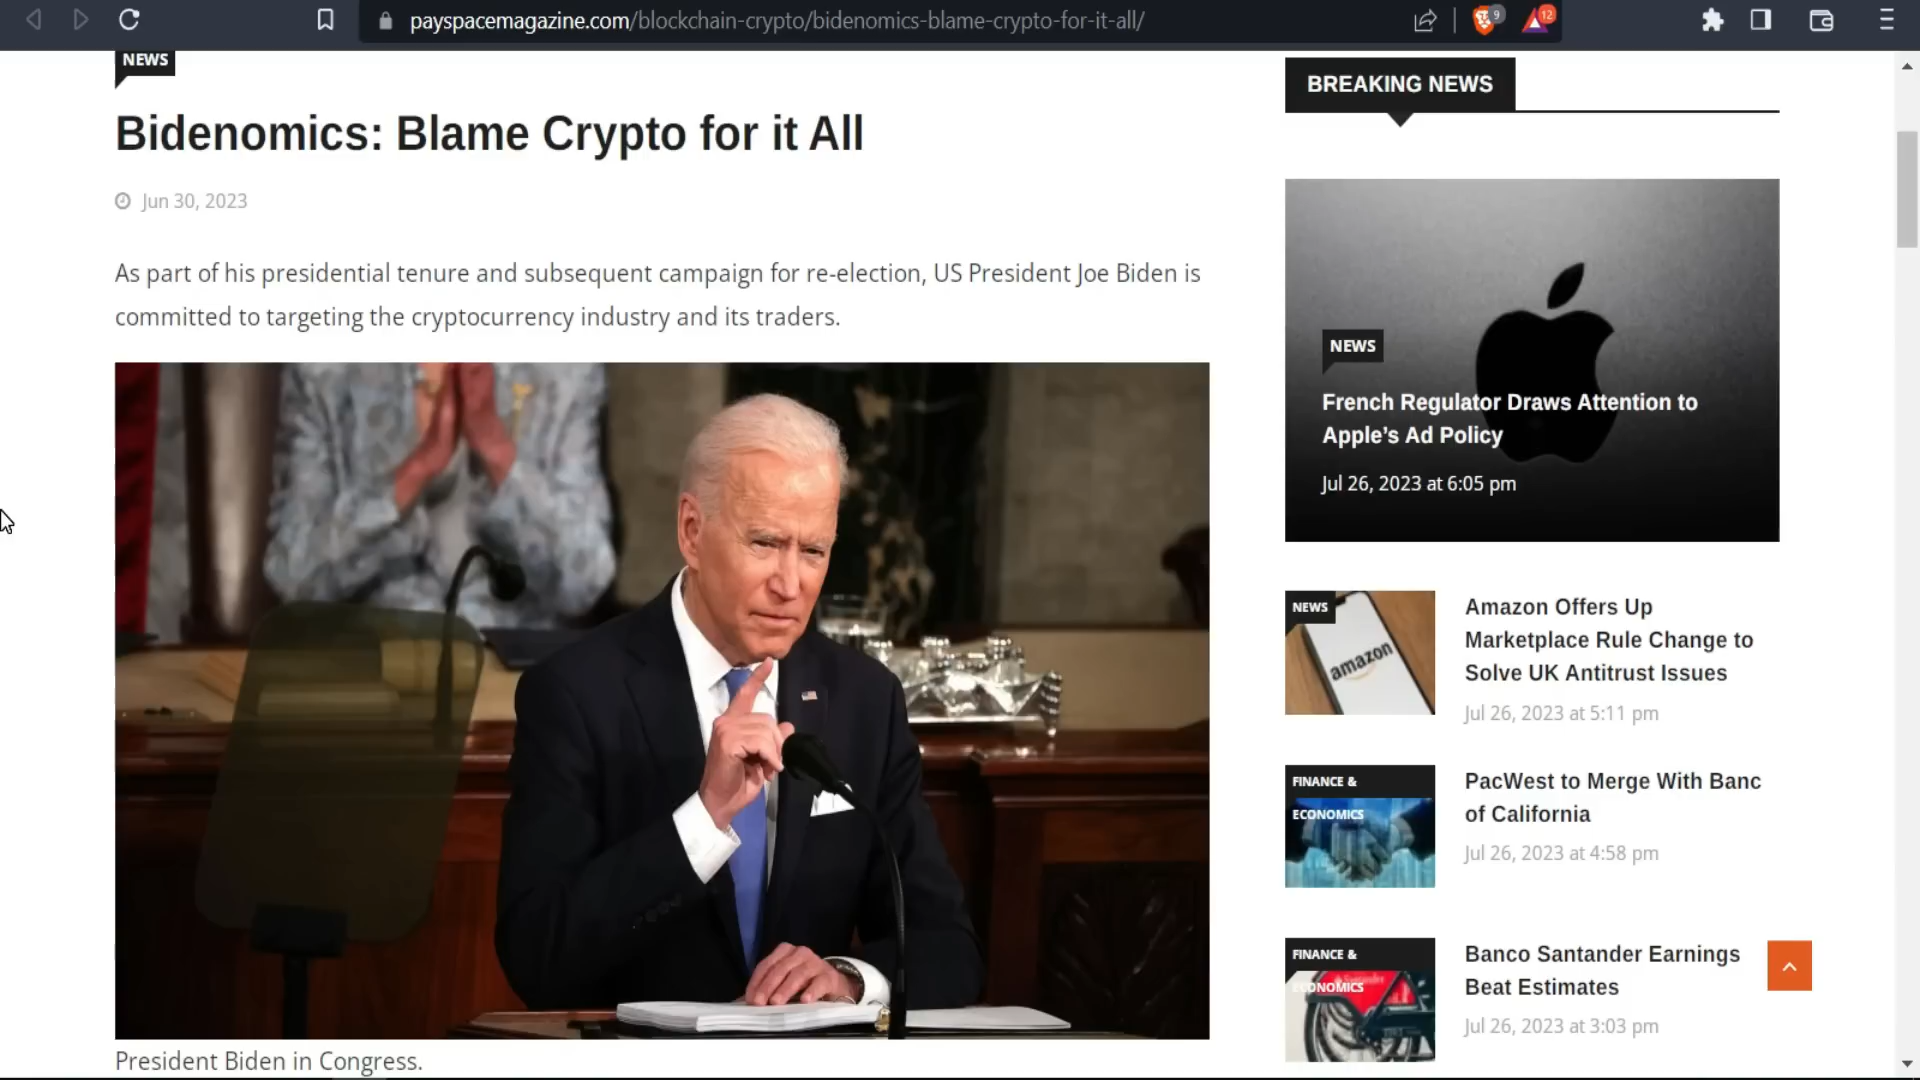 payspacemagazine.com/blockchain-crypto/bidenomics-blame-crypto-for-it-all/
9
12
NEWS
Bidenomics: Blame Crypto for it All
Jun 30, 2023
As part of his presidential tenure and subsequent campaign for re-election, US President Joe Biden is
committed to targeting the cryptocurrency industry and its traders.
President Biden in Congress.
BREAKING NEWS
NEWS
French Regulator Draws Attention to
Apple’s Ad Policy
Jul 26, 2023 at 6:05 pm
NEWS
amazon
Amazon Offers Up
Marketplace Rule Change to
Solve UK Antitrust Issues
Jul 26, 2023 at 5:11 pm
FINANCE &
ECONOMICS
PacWest to Merge With Banc
of California
Jul 26, 2023 at 4:58 pm
FINANCE &
ECONOMICS
Banco Santander Earnings
Beat Estimates
Jul 26, 2023 at 3:03 pm